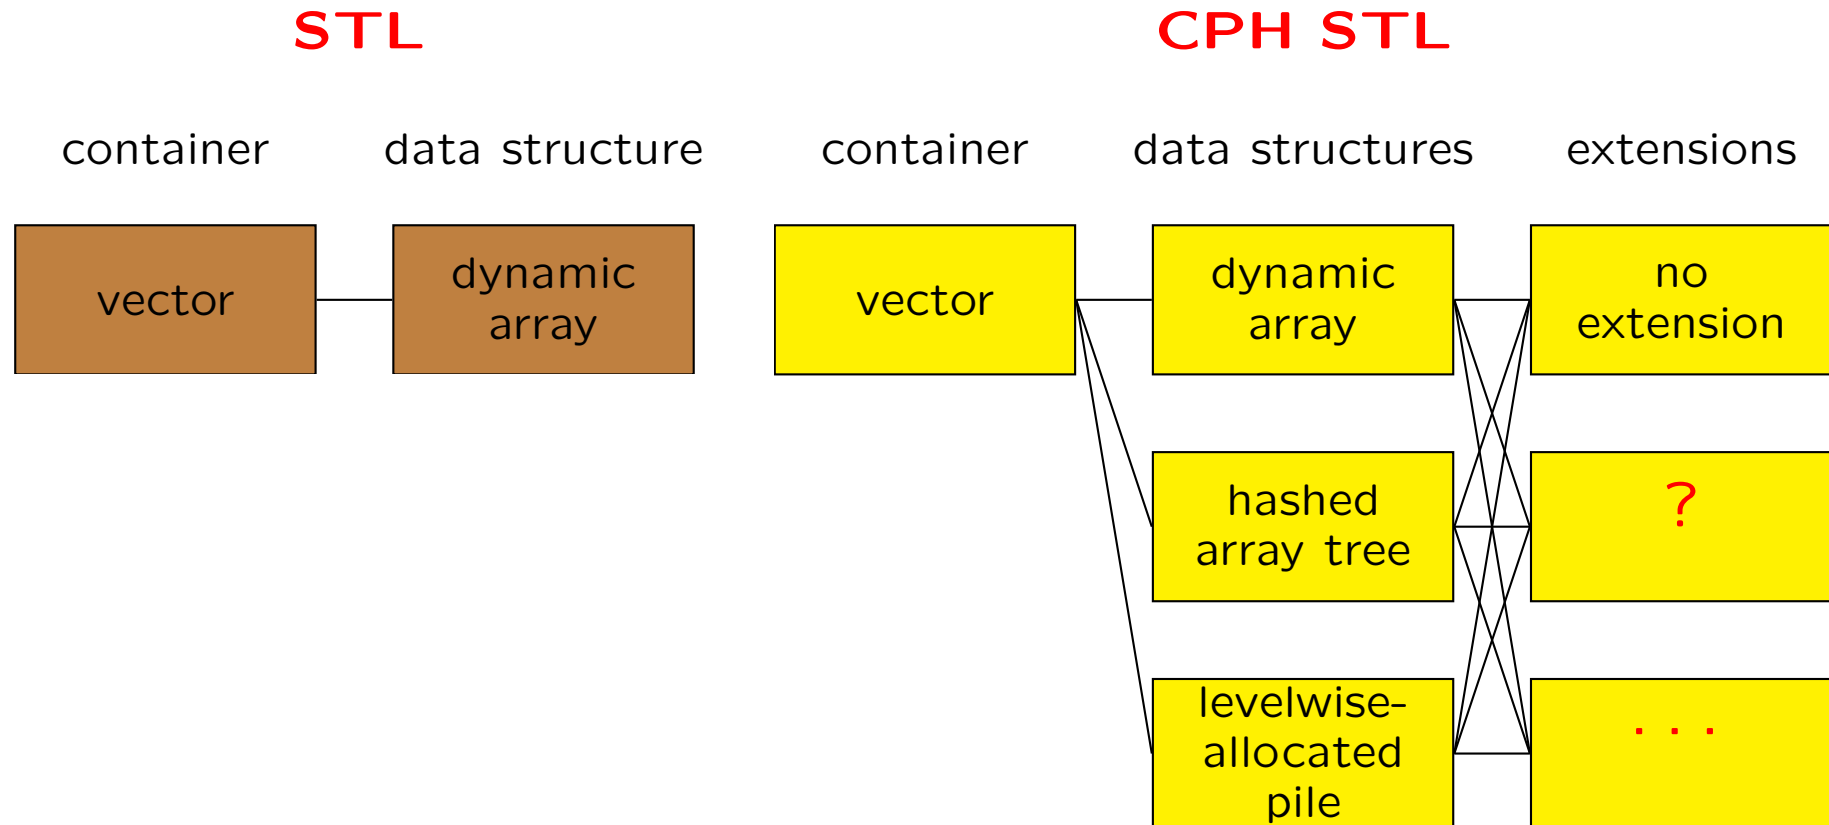 STL
container
data structure
vector
dynamic
array
CPH STL
container
data structures
extensions
vector
dynamic
array
no
extension
hashed
array tree
?
levelwise-
allocated
pile
. . .